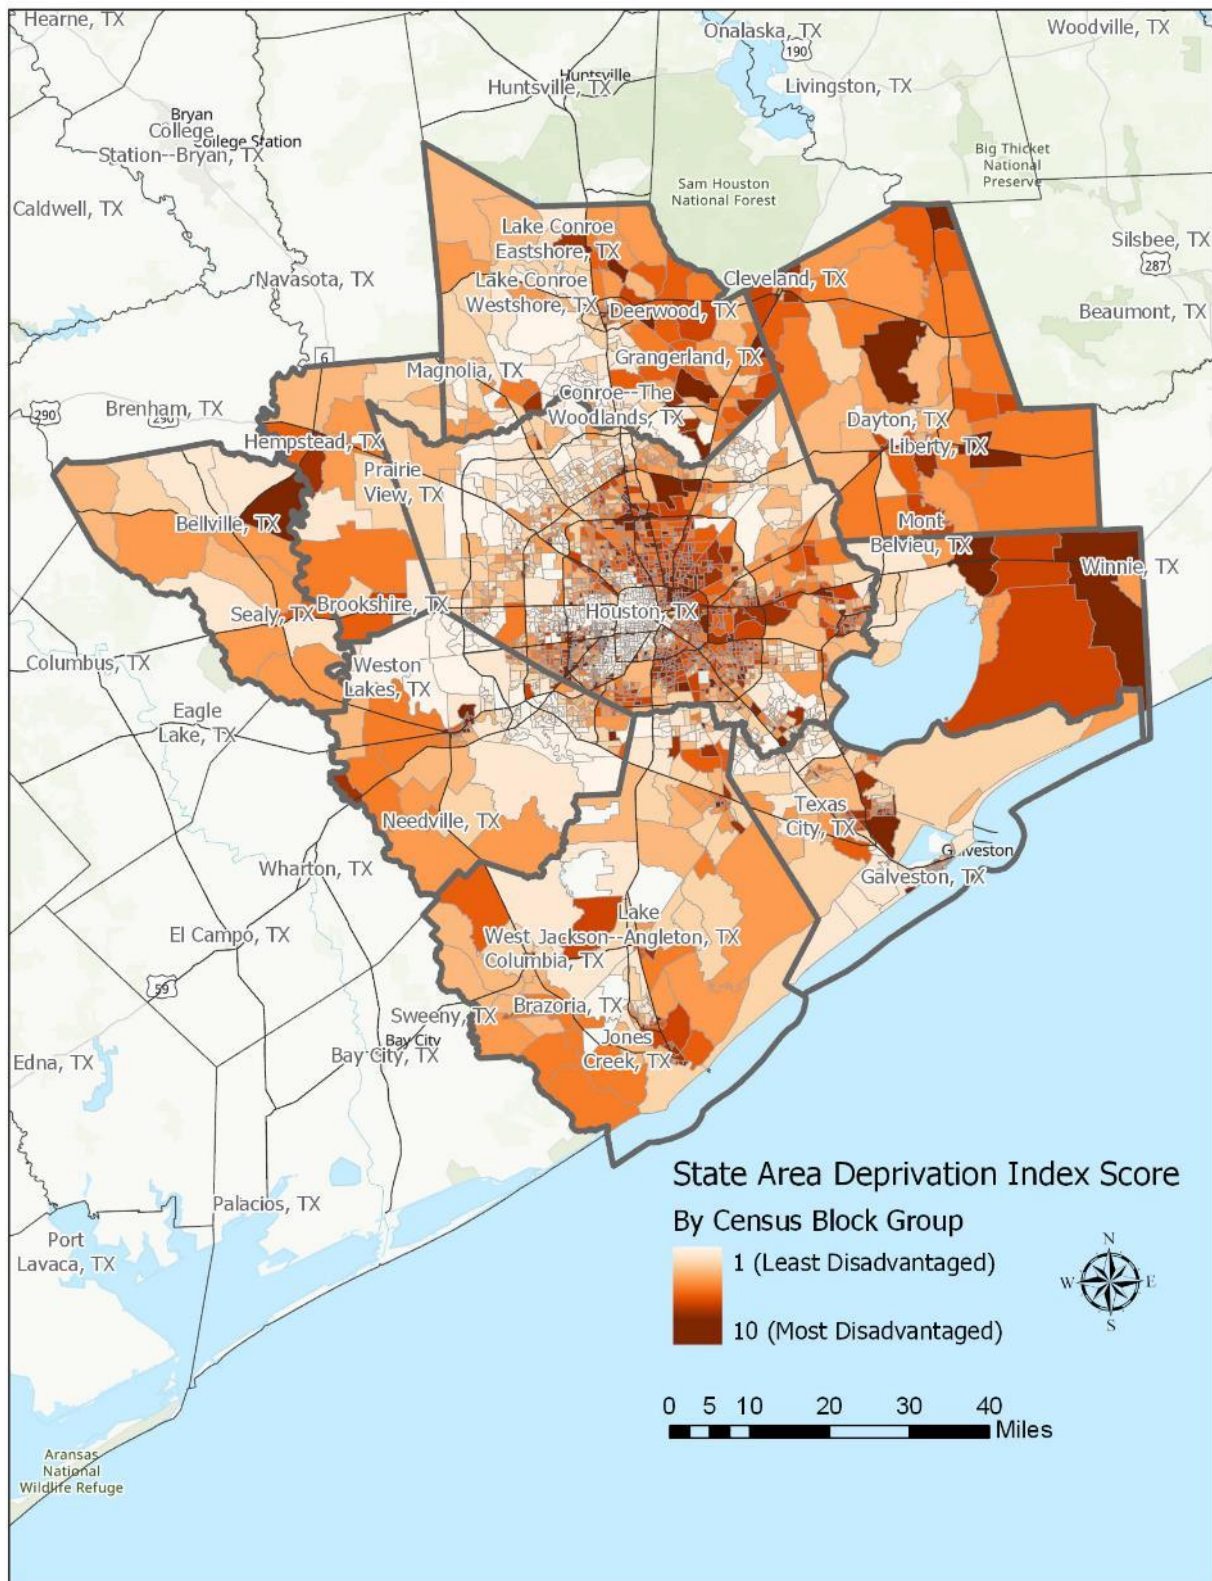 Hearne, TX
Onalaska, TX
190
Woodville, TX
Huntsville
Huntsville, TX
Livingston, TX
Bryan
College
College Station
Station--Bryan, TX
Big Thicket
National
Preserve
Sam Houston
National Forest
Caldwell, TX
Lake Conroe
Eastshore, TX
Silsbee, TX
287
Navasota, TX
Lake Conroe
Westshore, TX
Cleveland, TX
Deerwood, TX
Beaumont, TX
6
Grangerland, TX
Magnolia, TX
290
Brenham, TX
290
Conroe--The
Woodlands, TX
Dayton, TX
Hempstead, TX
Liberty, TX
Prairie
View, TX
Bellville, TX
Mont
Belvieu, TX
Winnie, TX
Sealy, TX
Brookshire, TX
Houston, TX
Columbus, TX
Weston
Lakes, TX
Eagle
Lake, TX
Needville, TX
Texas
City, TX
Galveston
Galveston, TX
Wharton, TX
El Campo, TX
Lake
West Jackson--Angleton, TX
Columbia, TX
59
Sweeny, TX
Brazoria, TX
Bay City
Bay City, TX
Jones
Creek, TX
Edna, TX
State Area Deprivation Index Score
By Census Block Group
1 (Least Disadvantaged)
10 (Most Disadvantaged)
N
W
E
S
Palacios, TX
Port
Lavaca, TX
0 5 10 20 30 40
Miles
Aransas
National
Wildlife Refuge